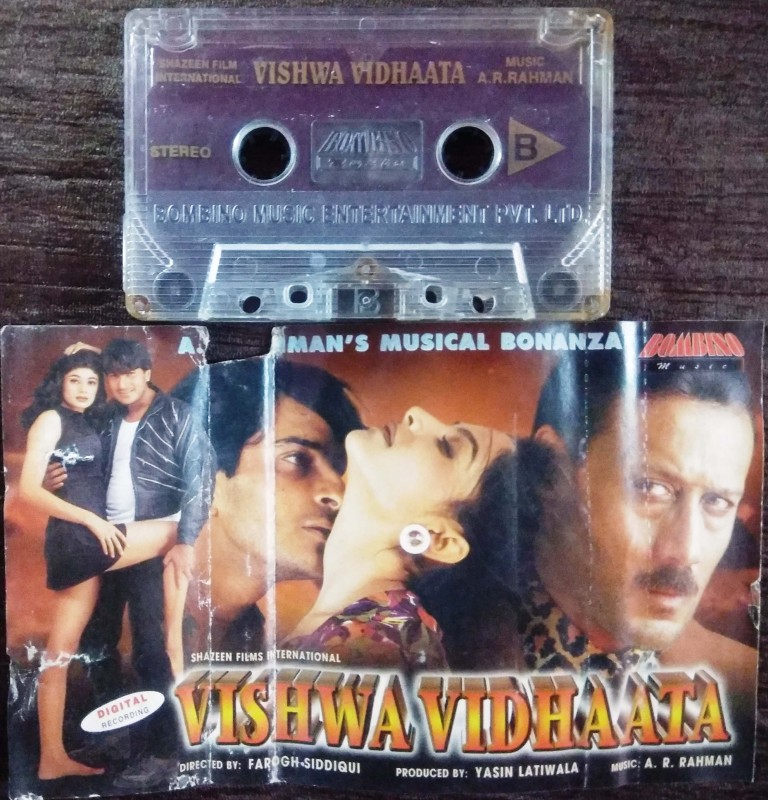 SHAZEEN FILM
INTERNATIONAL
VISHWA VIDHAATA
MUSIC
A.R.RAHMAN
STEREO
BOMBINO
B
BOMBINO MUSIC ENTERTAINMENT PVT. LTD.
MAN'S MUSICAL BONANZA
BOMBINO
Music
SHAZEEN FILMS INTERNATIONAL
VISHWA VIDHAATA
DIGITAL
RECORDING
DIRECTED BY: FAROGH SIDDIQUI
PRODUCED BY: YASIN LATIWALA
MUSIC: A. R. RAHMAN